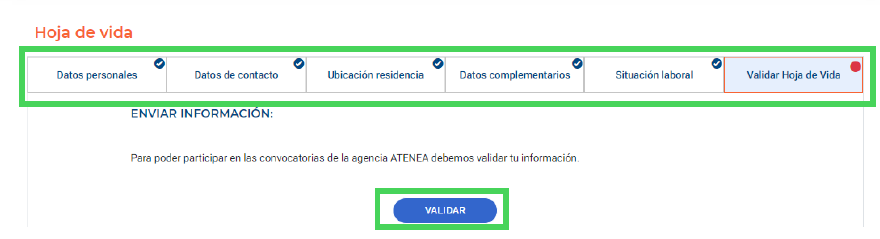 Hoja de vida
Datos personales
Datos de contacto
Ubicación residencia
Datos complementarios
Situación laboral
Validar Hoja de Vida
ENVIAR INFORMACIÓN:
Para poder participar en las convocatorias de la agencia ATENEA debemos validar tu información.
VALIDAR